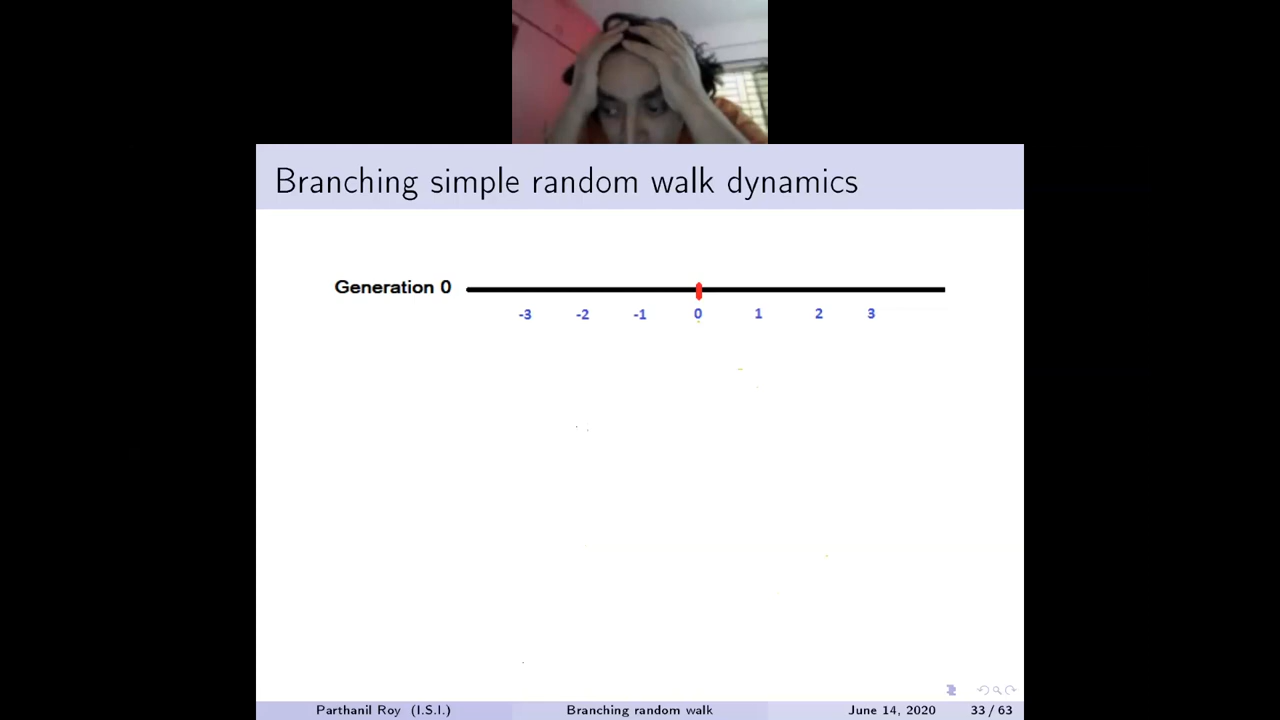 Branching simple random walk dynamics
Generation 0
-3 -2 -1 0 1 2 3
Parthanil Roy (I.S.I.) Branching random walk June 14, 2020 33 / 63